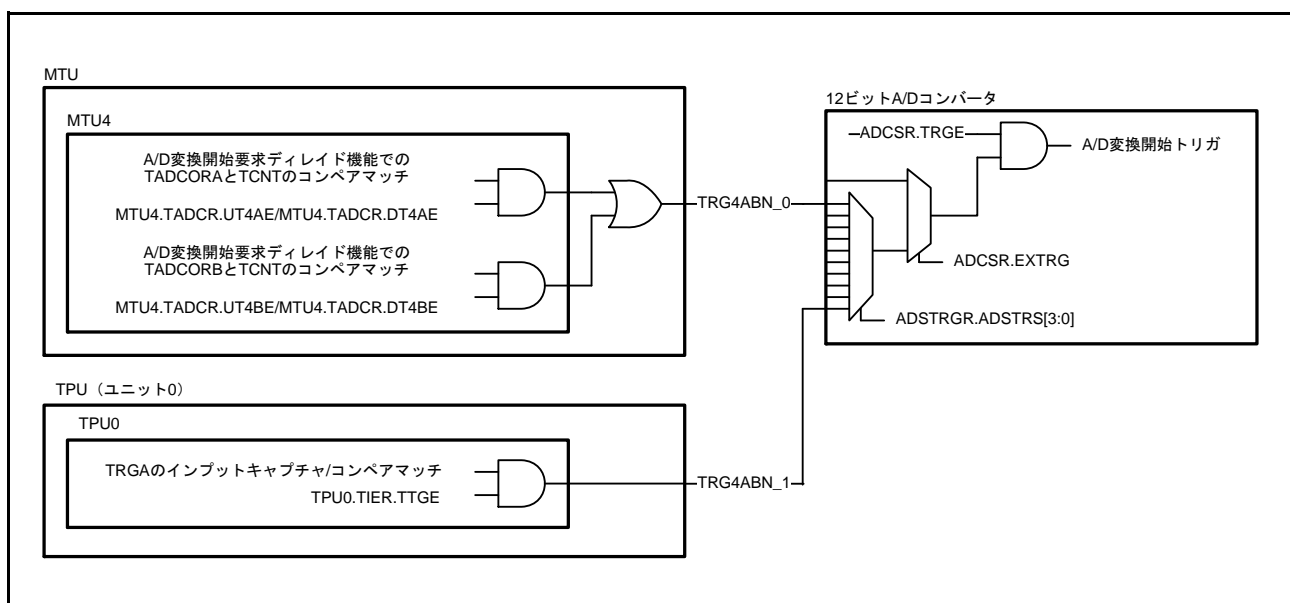 MTU
MTU4
A/D変換開始要求ディレイド機能での
TADCORAとTCNTのコンペアマッチ
MTU4.TADCR.UT4AE/MTU4.TADCR.DT4AE
A/D変換開始要求ディレイド機能での
TADCORBとTCNTのコンペアマッチ
MTU4.TADCR.UT4BE/MTU4.TADCR.DT4BE
TRG4ABN_0
12ビットA/Dコンバータ
ADCSR.TRGE
A/D変換開始トリガ
ADCSR.EXTRG
ADSTRGR.ADSTRS[3:0]
TPU（ユニット0）
TPU0
TRGAのインプットキャプチャ/コンペアマッチ
TPU0.TIER.TTGE
TRG4ABN_1